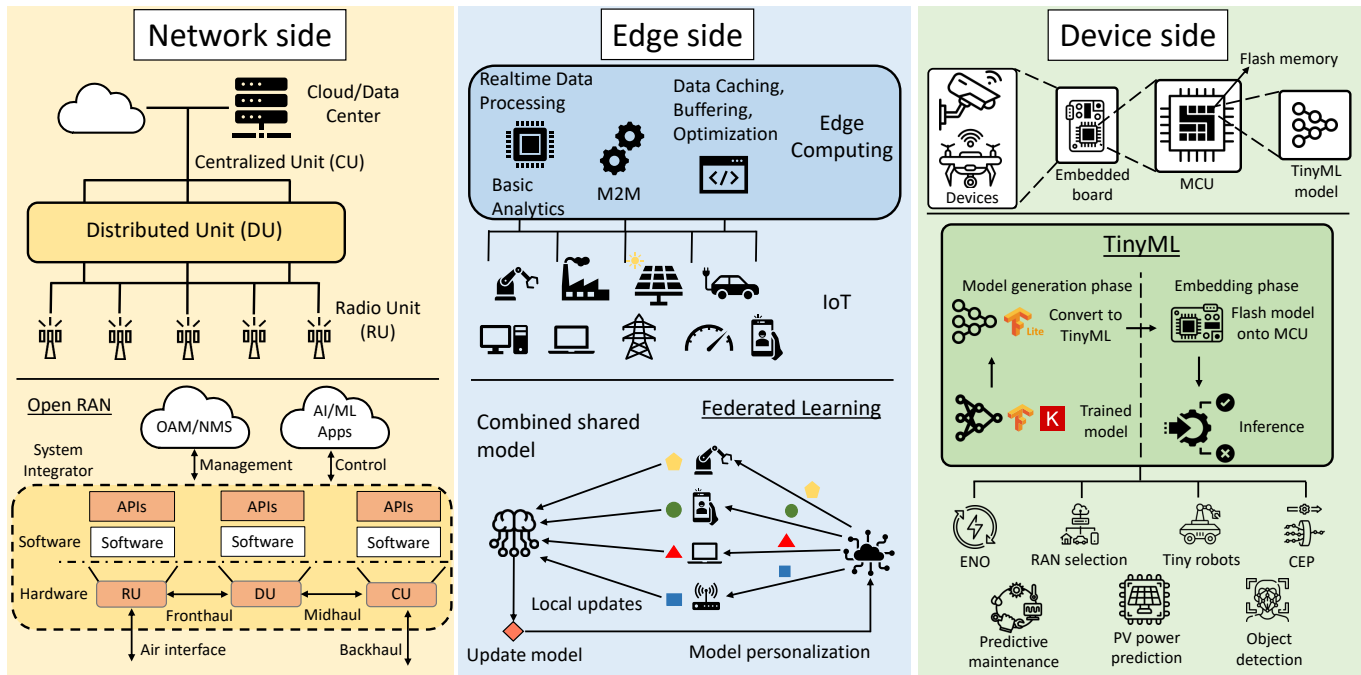 Network side
Cloud/Data
Center
Centralized Unit (CU)
Distributed Unit (DU)
Radio Unit
(RU)
Open RAN
OAM/NMS
AI/ML
Apps
System
Integrator
Management
Control
APIs
APIs
APIs
Software
Software
Software
Software
Hardware
RU
DU
CU
Fronthaul
Midhaul
Air interface
Backhaul
Edge side
Realtime Data
Processing
Data Caching,
Buffering,
Optimization
Edge
Computing
</>
Basic
Analytics
M2M
IoT
Federated Learning
Combined shared
model
Local updates
Update model
Model personalization
Device side
Flash memory
Devices
Embedded
board
MCU
TinyML
model
TinyML
Model generation phase
Embedding phase
Lite
Convert to
TinyML
Flash model
onto MCU
K
Trained
model
Inference
ENO
RAN selection
Tiny robots
CEP
Predictive
maintenance
PV power
prediction
Object
detection